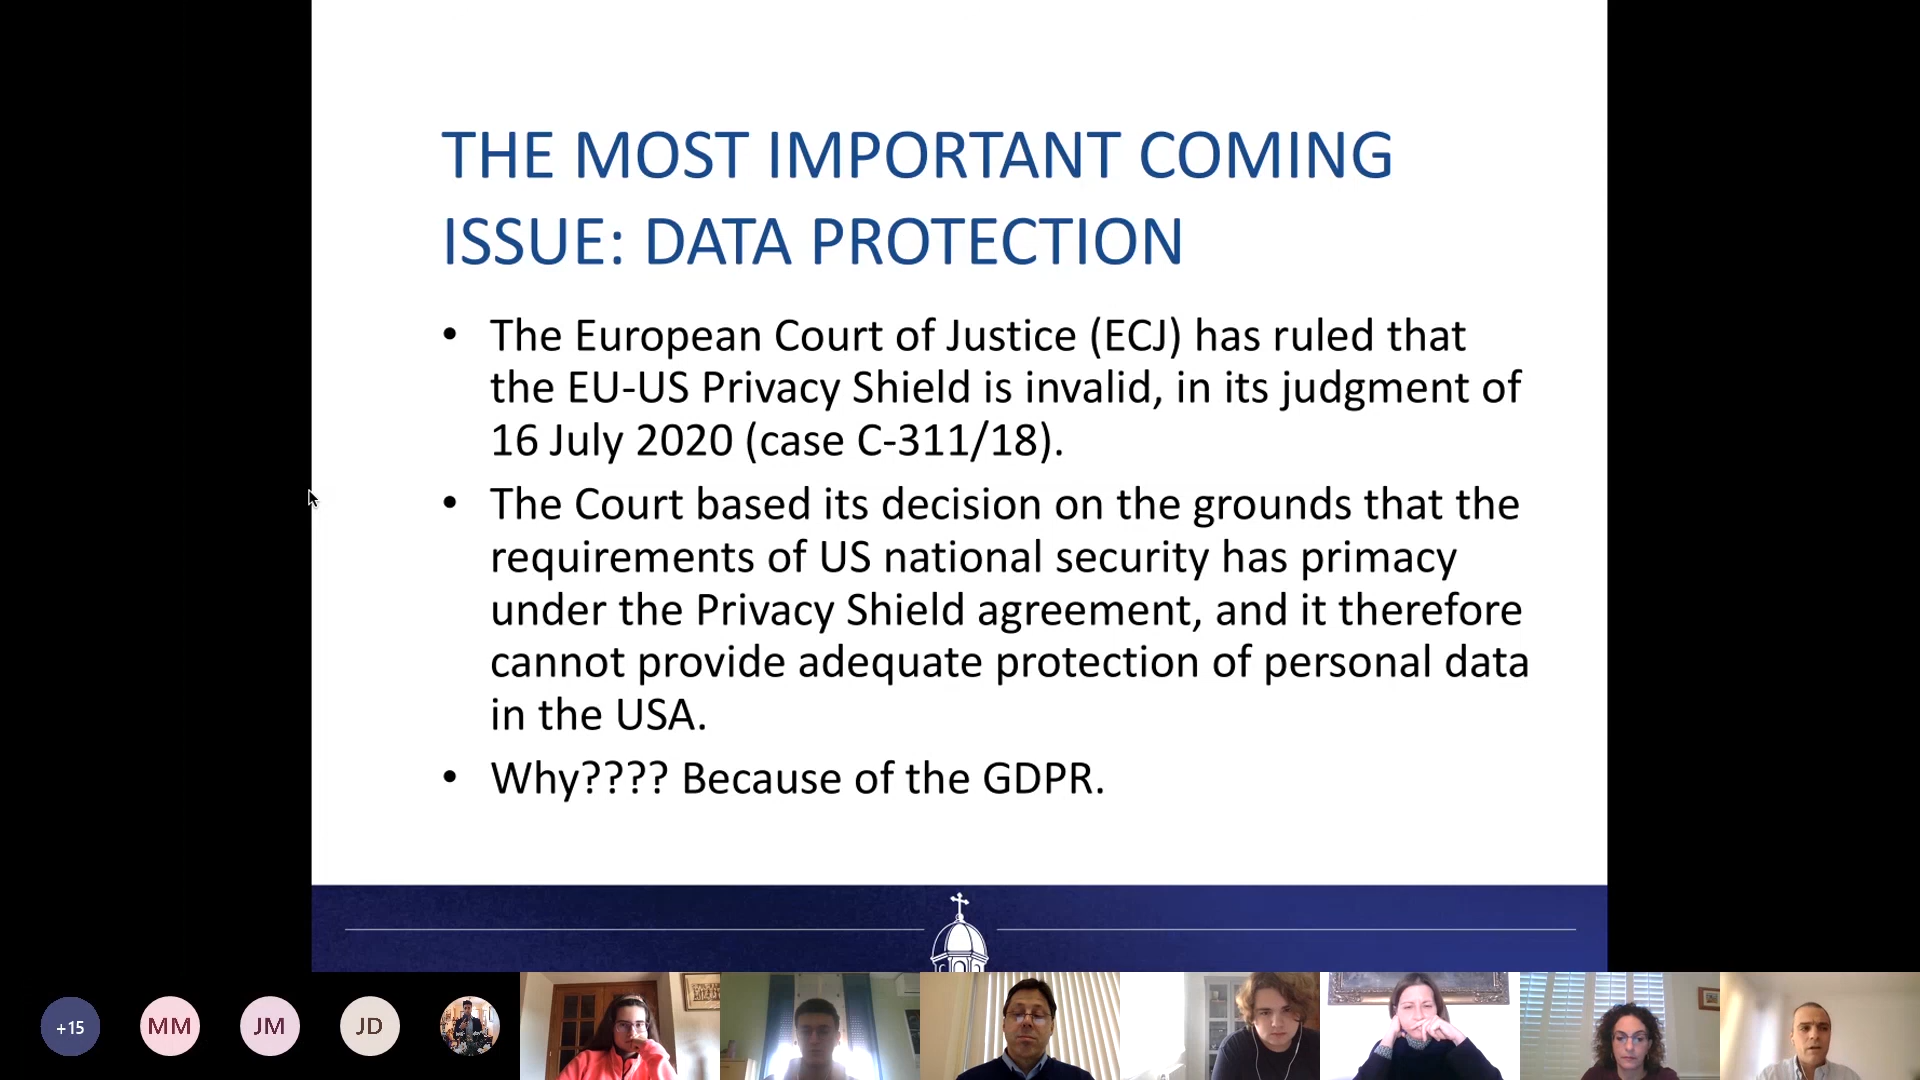 THE MOST IMPORTANT COMING
ISSUE: DATA PROTECTION
• The European Court of Justice (ECJ) has ruled that
the EU-US Privacy Shield is invalid, in its judgment of
16 July 2020 (case C-311/18).
• The Court based its decision on the grounds that the
requirements of US national security has primacy
under the Privacy Shield agreement, and it therefore
cannot provide adequate protection of personal data
in the USA.
• Why???? Because of the GDPR.
+15
MM
JM
JD